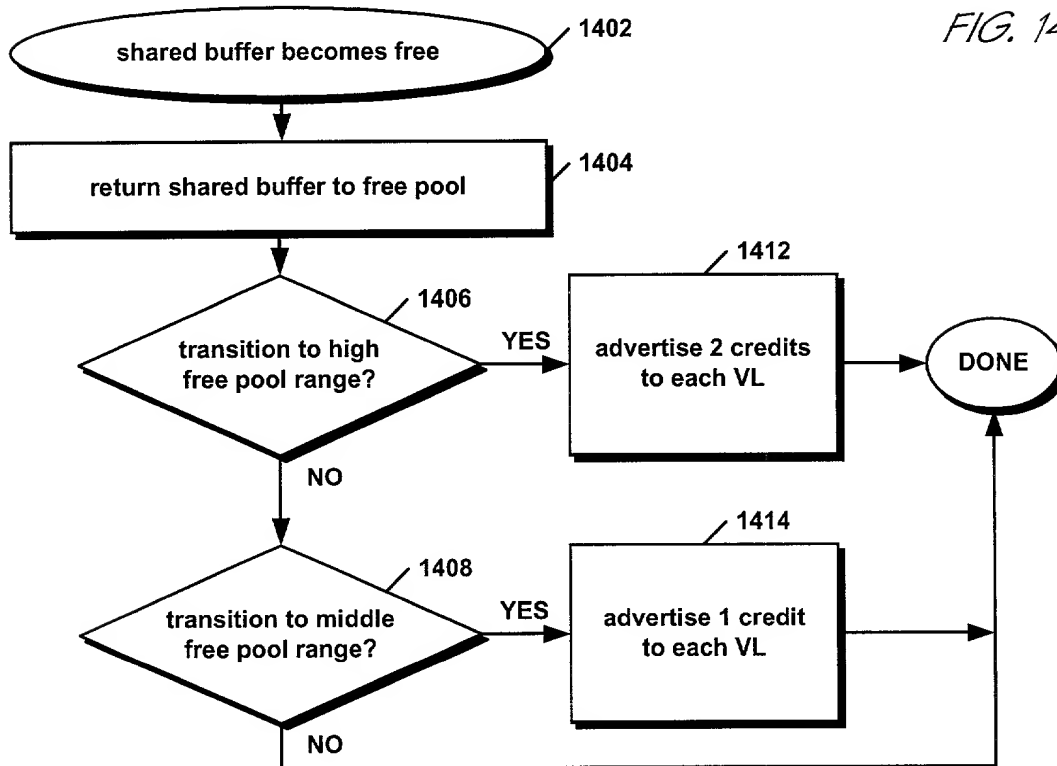 FIG. 14
1402
shared buffer becomes free
1404
return shared buffer to free pool
1406
transition to high
free pool range?
YES
NO
1412
advertise 2 credits
to each VL
DONE
1408
transition to middle
free pool range?
YES
NO
1414
advertise 1 credit
to each VL